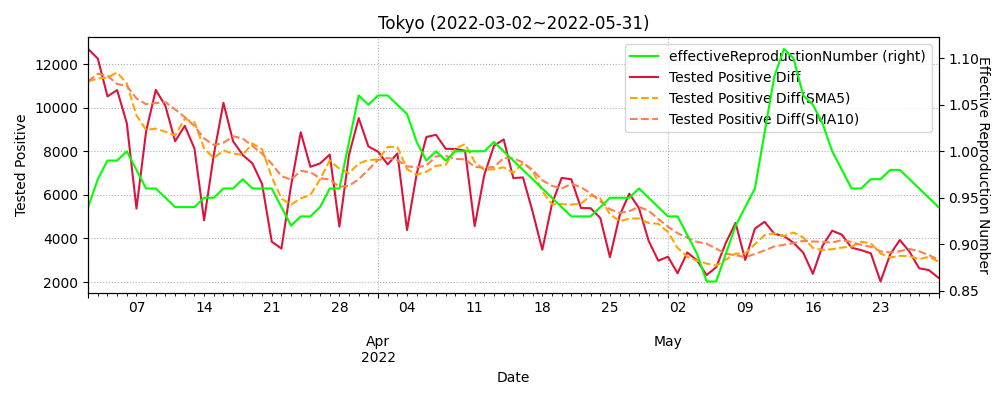 Tokyo (2022-03-02~2022-05-31)
effectiveReproductionNumber (right)
Tested Positive Diff
Tested Positive Diff(SMA5)
Tested Positive Diff(SMA10)
Tested Positive
12000
10000
8000
6000
4000
2000
1.10
1.05
1.00
0.95
0.90
0.85
Effective Reproduction Number
07 14 21 28 04 11 18 25 02 09 16 23
Apr May
2022
Date